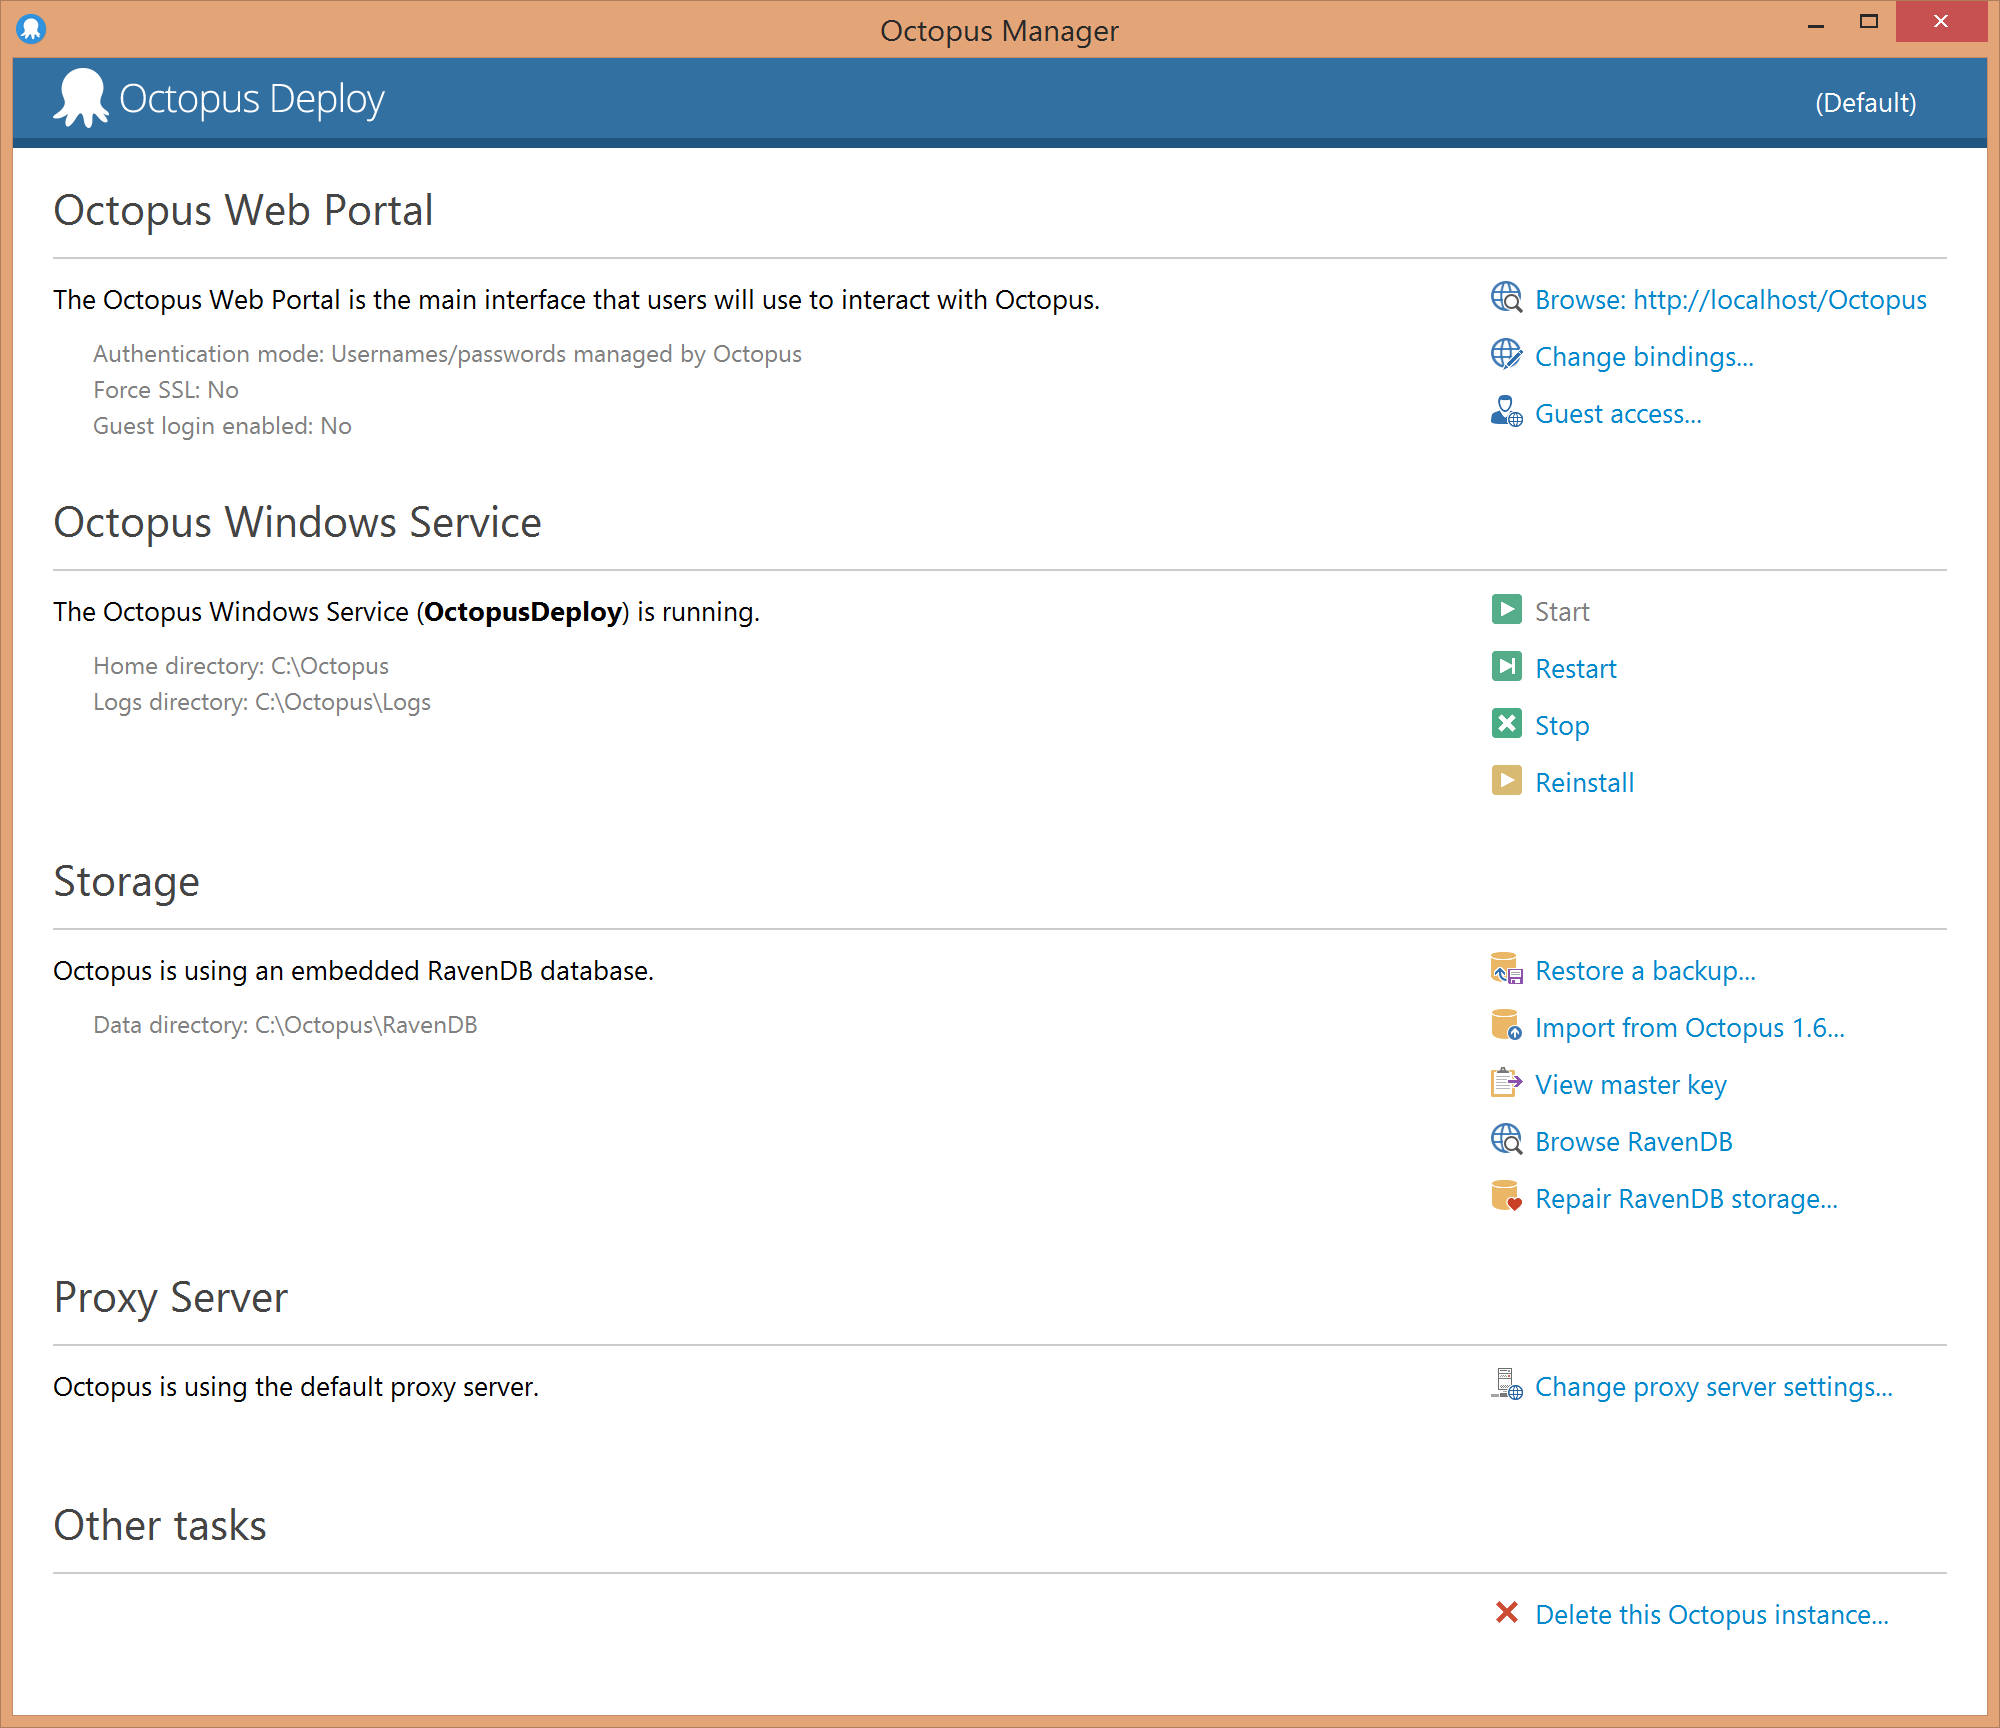 Octopus Manager
Octopus Deploy
(Default)
Octopus Web Portal
The Octopus Web Portal is the main interface that users will use to interact with Octopus.
Authentication mode: Usernames/passwords managed by Octopus
Force SSL: No
Guest login enabled: No
Browse: http://localhost/Octopus
Change bindings...
Guest access...
Octopus Windows Service
The Octopus Windows Service (OctopusDeploy) is running.
Home directory: C:\Octopus
Logs directory: C:\Octopus\Logs
Start
Restart
Stop
Reinstall
Storage
Octopus is using an embedded RavenDB database.
Data directory: C:\Octopus\RavenDB
Restore a backup...
Import from Octopus 1.6...
View master key
Browse RavenDB
Repair RavenDB storage...
Proxy Server
Octopus is using the default proxy server.
Change proxy server settings...
Other tasks
Delete this Octopus instance...